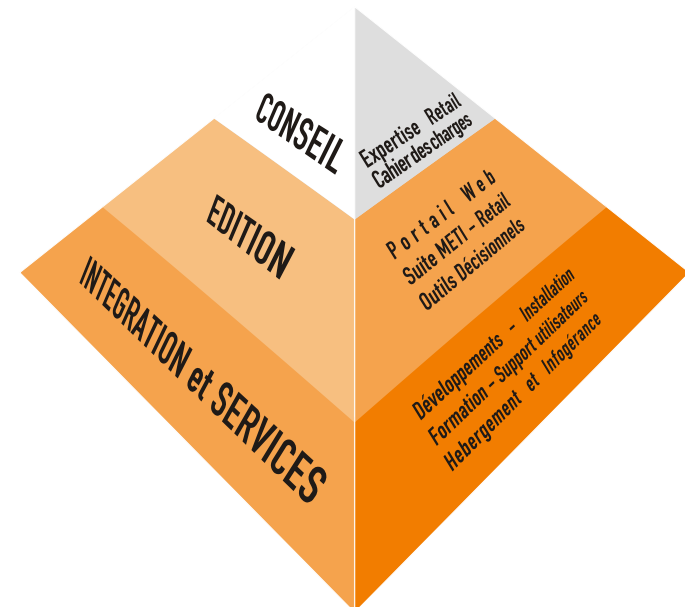 CONSEIL
Expertise Retail
Cahier des charges
EDITION
Portail Web
Suite METI - Retail
Outils Décisionnels
INTEGRATION et SERVICES
Développements - Installation
Formation - Support utilisateurs
Hebergement et Infogérance